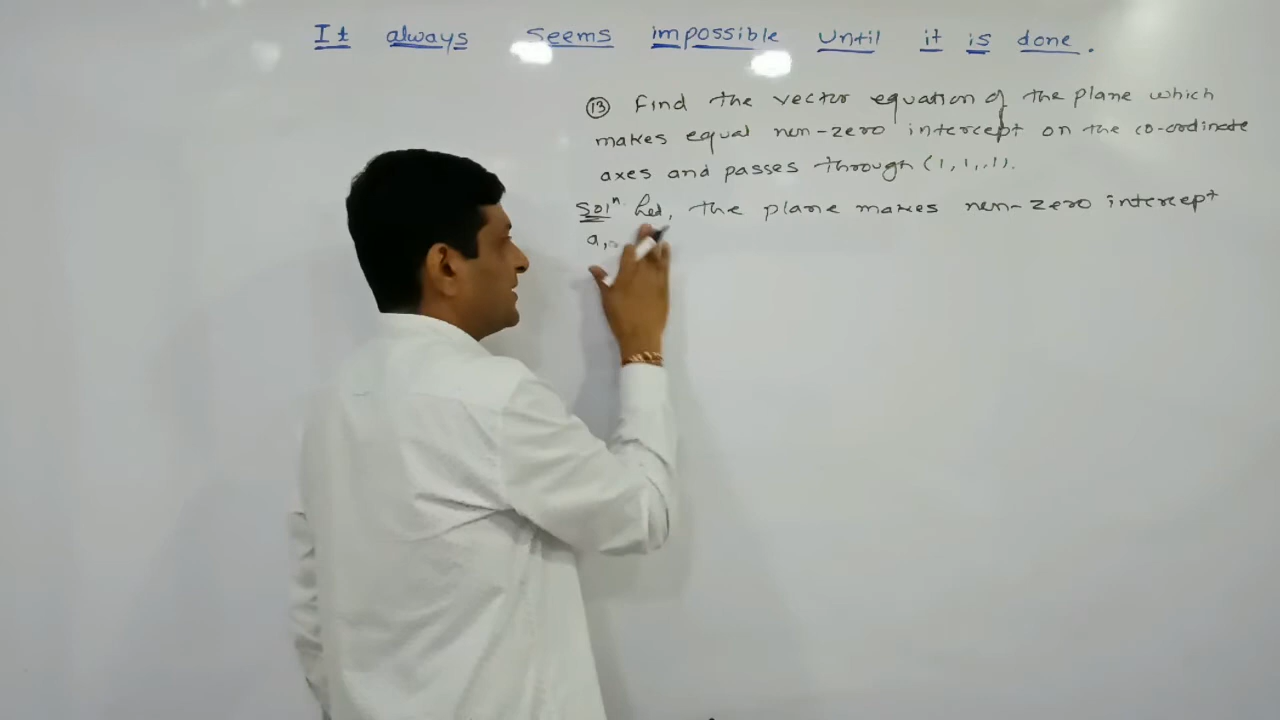 It always seems impossible until it is done.
(13) Find the vector equation of the plane which
makes equal non-zero intercept on the co-ordinate
axes and passes through (1, 1, 1).
Solⁿ. Let, the plane makes non-zero intercept
a,